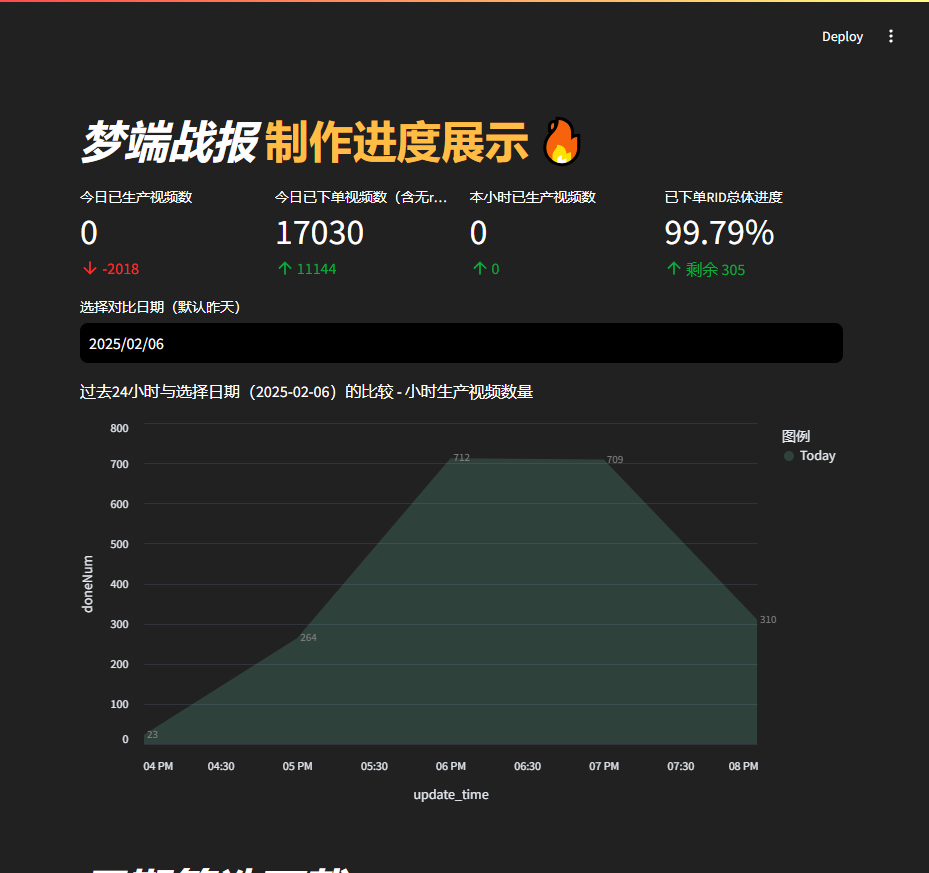 Deploy
梦端战报 制作进度展示
今日已生产视频数
0
-2018
今日已下单视频数（含无r...
17030
11144
本小时已生产视频数
0
0
已下单RID总体进度
99.79%
剩余 305
选择对比日期（默认昨天）
2025/02/06
过去24小时与选择日期（2025-02-06）的比较 - 小时生产视频数量
800
700
600
500
400
300
200
100
0
doneNum
712
709
264
310
23
图例
Today
04 PM 04:30 05 PM 05:30 06 PM 06:30 07 PM 07:30 08 PM
update_time